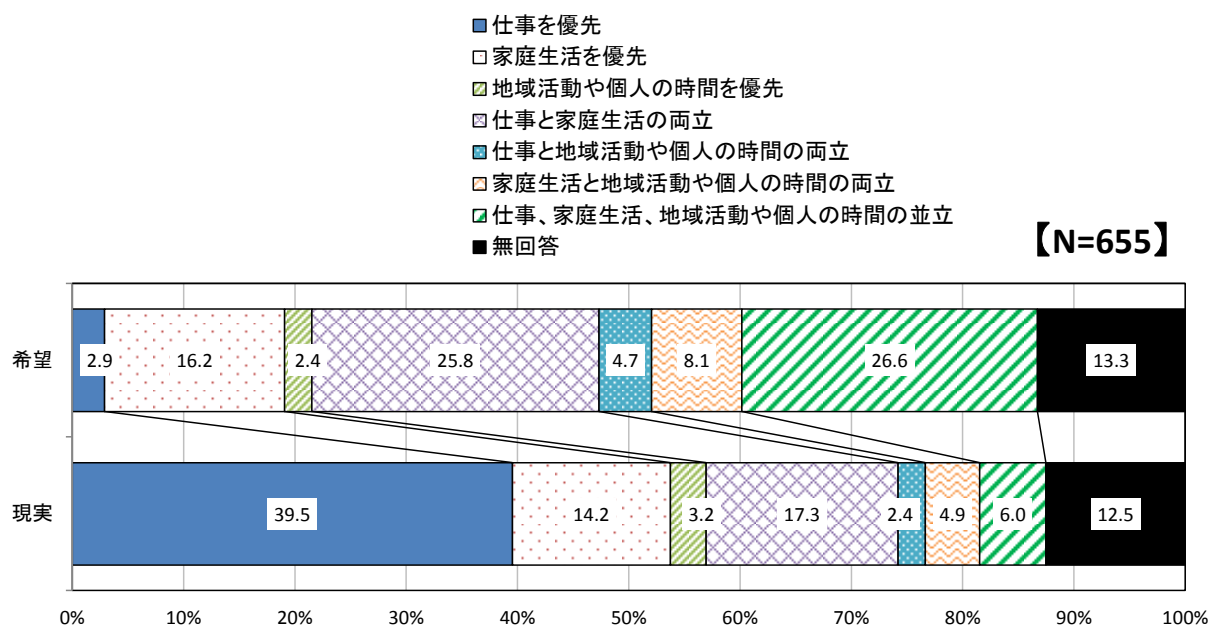 仕事を優先
家庭生活を優先
地域活動や個人の時間を優先
仕事と家庭生活の両立
仕事と地域活動や個人の時間の両立
家庭生活と地域活動や個人の時間の両立
仕事、家庭生活、地域活動や個人の時間の並立
無回答
【N=655】
希望
2.9 16.2 2.4 25.8 4.7 8.1 26.6 13.3
現実
39.5 14.2 3.2 17.3 2.4 4.9 6.0 12.5
0% 10% 20% 30% 40% 50% 60% 70% 80% 90% 100%